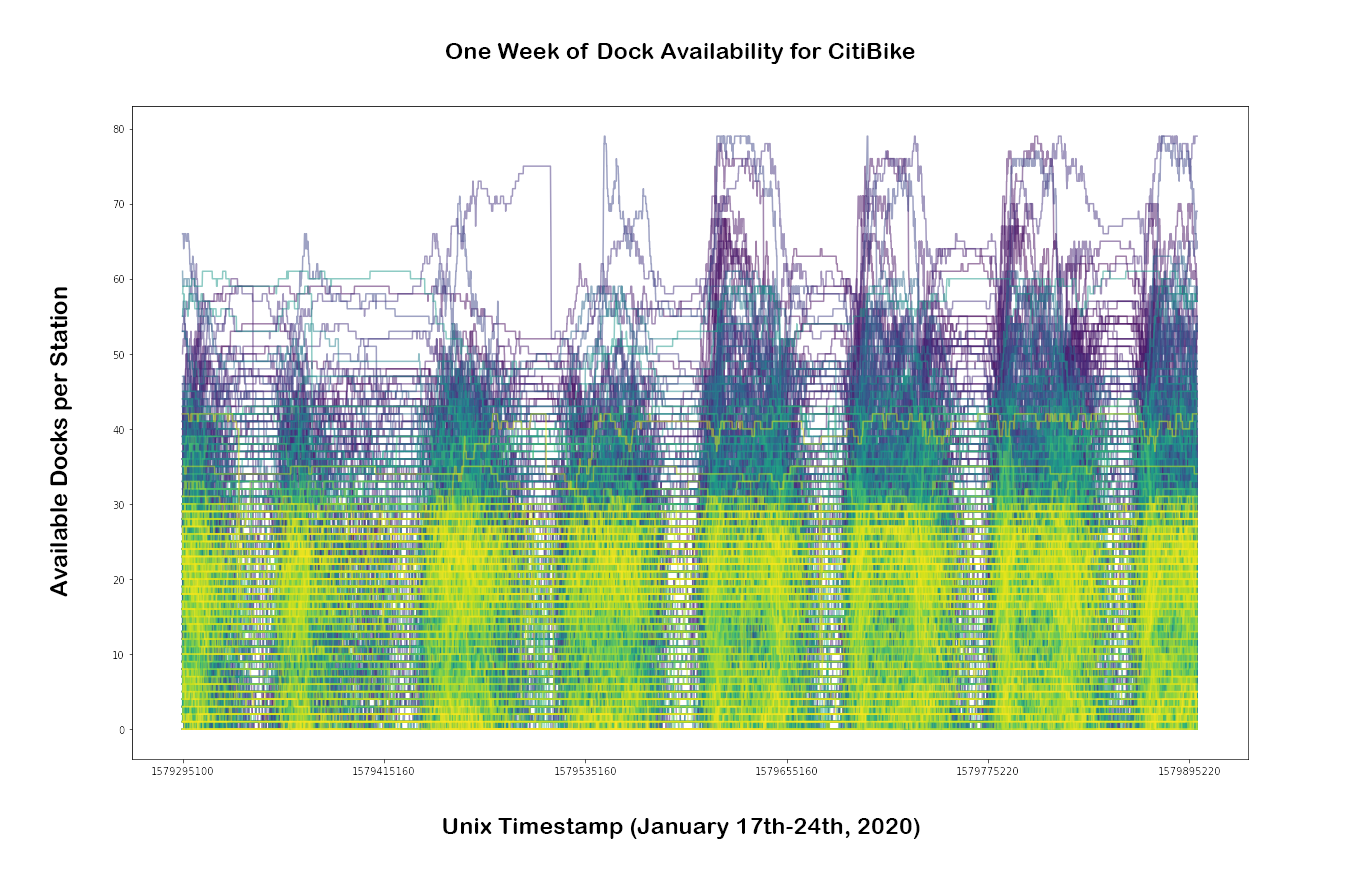 One Week of Dock Availability for CitiBike
Available Docks per Station
80
70
60
50
40
30
20
10
0
1579295100 1579415160 1579535160 1579655160 1579775220 1579895220
Unix Timestamp (January 17th-24th, 2020)